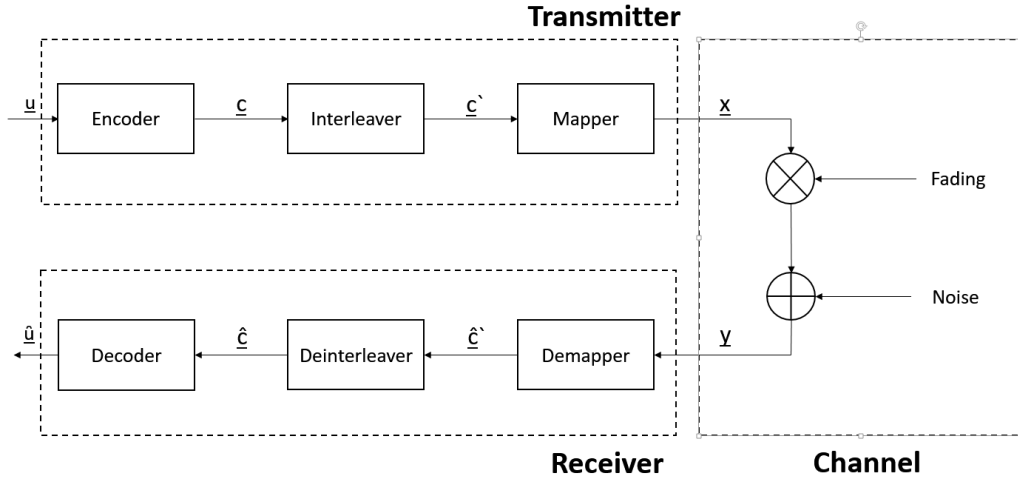 Transmitter
u
Encoder
c
Interleaver
c`
Mapper
x
Fading
Noise
û
Decoder
ĉ
Deinterleaver
ĉ`
Demapper
y
Receiver
Channel